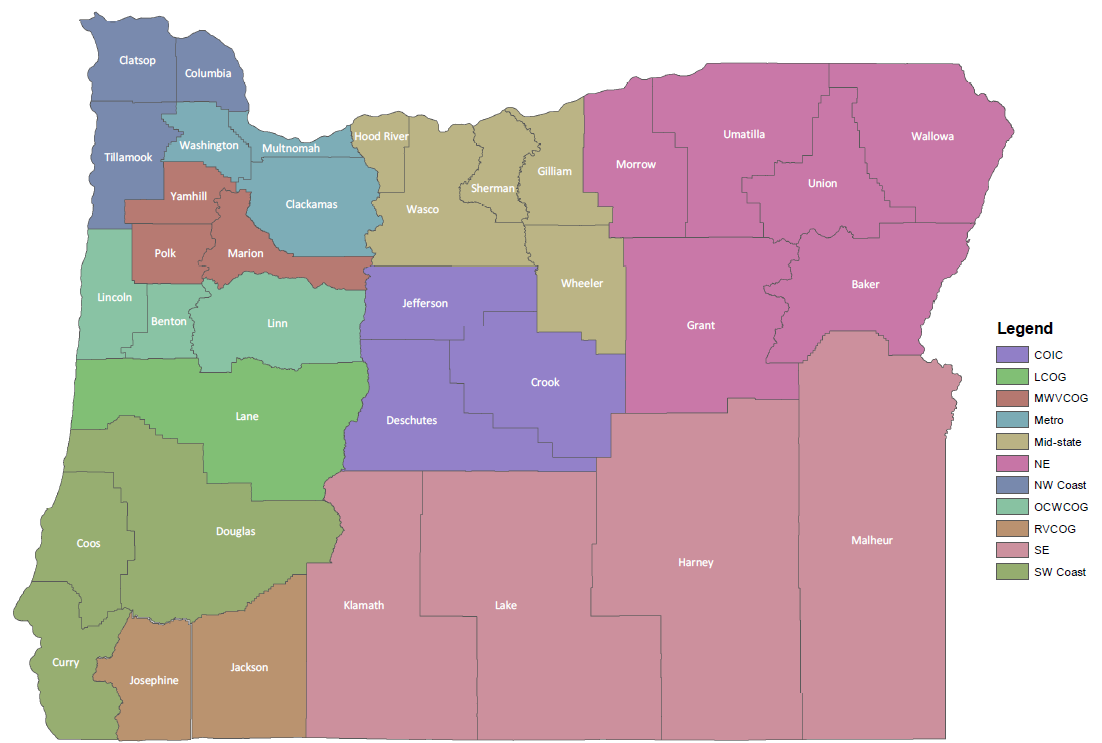 Clatsop
Columbia
Tillamook
Washington
Multnomah
Hood River
Yamhill
Clackamas
Wasco
Sherman
Gilliam
Morrow
Umatilla
Union
Wallowa
Polk
Marion
Lincoln
Benton
Linn
Jefferson
Wheeler
Grant
Baker
Lane
Deschutes
Crook
Coos
Douglas
Klamath
Lake
Harney
Malheur
Curry
Josephine
Jackson
Legend
COIC
LCOG
MWVCOG
Metro
Mid-state
NE
NW Coast
OCWCOG
RVCOG
SE
SW Coast